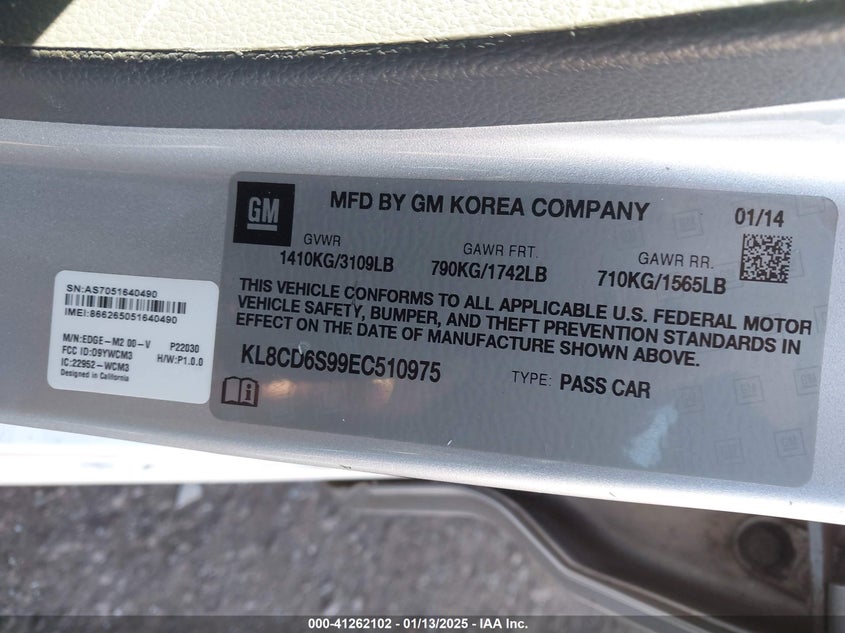 GM
MFD BY GM KOREA COMPANY
01/14
GVWR
1410KG/3109LB
GAWR FRT.
790KG/1742LB
GAWR RR.
710KG/1565LB
THIS VEHICLE CONFORMS TO ALL APPLICABLE U.S. FEDERAL MOTOR
VEHICLE SAFETY, BUMPER, AND THEFT PREVENTION STANDARDS IN
EFFECT ON THE DATE OF MANUFACTURE SHOWN ABOVE.
KL8CD6S99EC510975
TYPE: PASS CAR
SN:AS7051640490
IMEI:866265051640490
M/N:EDGE-M2 00-V P22030
FCC ID:D9YWCM3 H/W:P1.0.0
IC:22952-WCM3
Designed in California
000-41262102 - 01/13/2025 - IAA Inc.